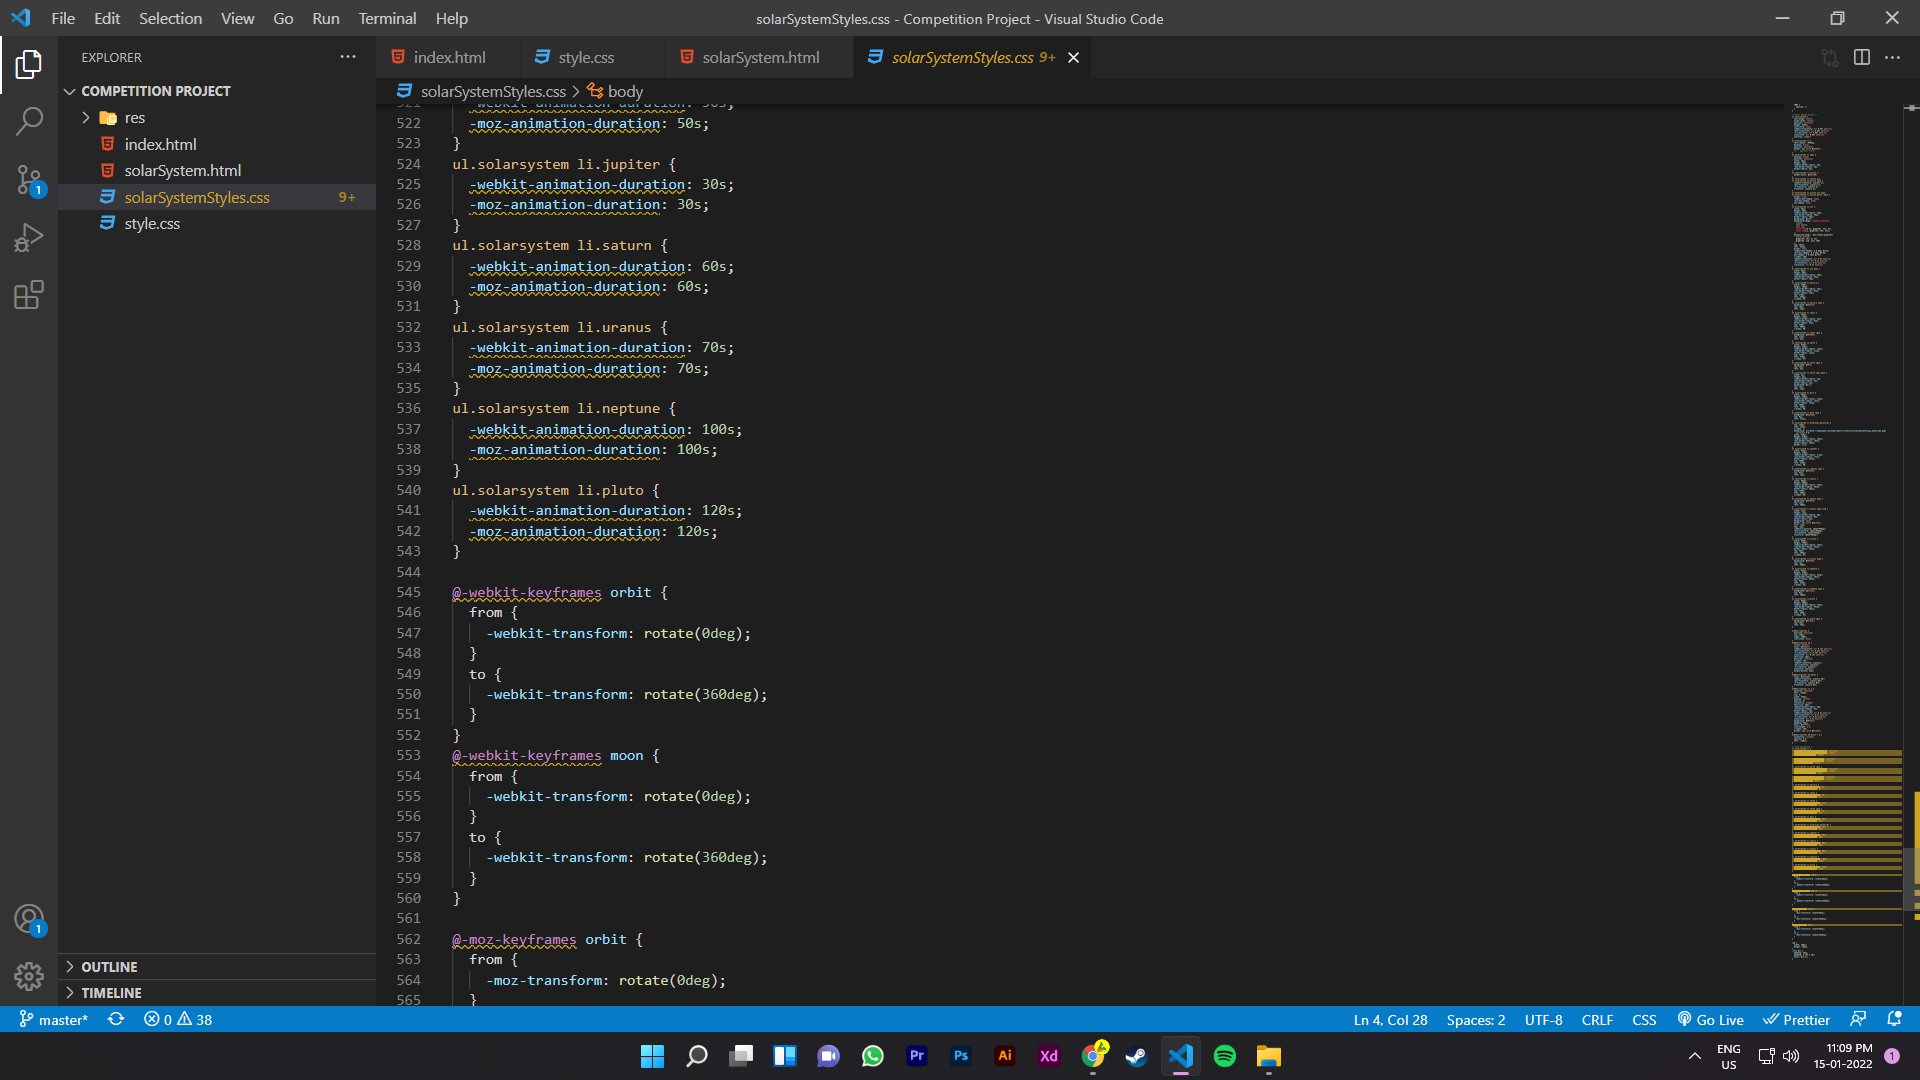 File Edit Selection View Go Run Terminal Help
solarSystemStyles.css - Competition Project - Visual Studio Code
EXPLORER
index.html
style.css
solarSystem.html
solarSystemStyles.css 9+
COMPETITION PROJECT
solarSystemStyles.css > body
res
index.html
solarSystem.html
solarSystemStyles.css 9+
style.css
522 -moz-animation-duration: 50s;
523 }
524 ul.solarsystem li.jupiter {
525 -webkit-animation-duration: 30s;
526 -moz-animation-duration: 30s;
527 }
528 ul.solarsystem li.saturn {
529 -webkit-animation-duration: 60s;
530 -moz-animation-duration: 60s;
531 }
532 ul.solarsystem li.uranus {
533 -webkit-animation-duration: 70s;
534 -moz-animation-duration: 70s;
535 }
536 ul.solarsystem li.neptune {
537 -webkit-animation-duration: 100s;
538 -moz-animation-duration: 100s;
539 }
540 ul.solarsystem li.pluto {
541 -webkit-animation-duration: 120s;
542 -moz-animation-duration: 120s;
543 }
544
545 @-webkit-keyframes orbit {
546 from {
547 -webkit-transform: rotate(0deg);
548 }
549 to {
550 -webkit-transform: rotate(360deg);
551 }
552 }
553 @-webkit-keyframes moon {
554 from {
555 -webkit-transform: rotate(0deg);
556 }
557 to {
558 -webkit-transform: rotate(360deg);
559 }
560 }
561
562 @-moz-keyframes orbit {
563 from {
564 -moz-transform: rotate(0deg);
565 }
1
1
OUTLINE
TIMELINE
master* 0 38
Ln 4, Col 28 Spaces: 2 UTF-8 CRLF CSS Go Live Prettier
Pr Ps Ai Xd
ENG
US
11:09 PM
15-01-2022
1